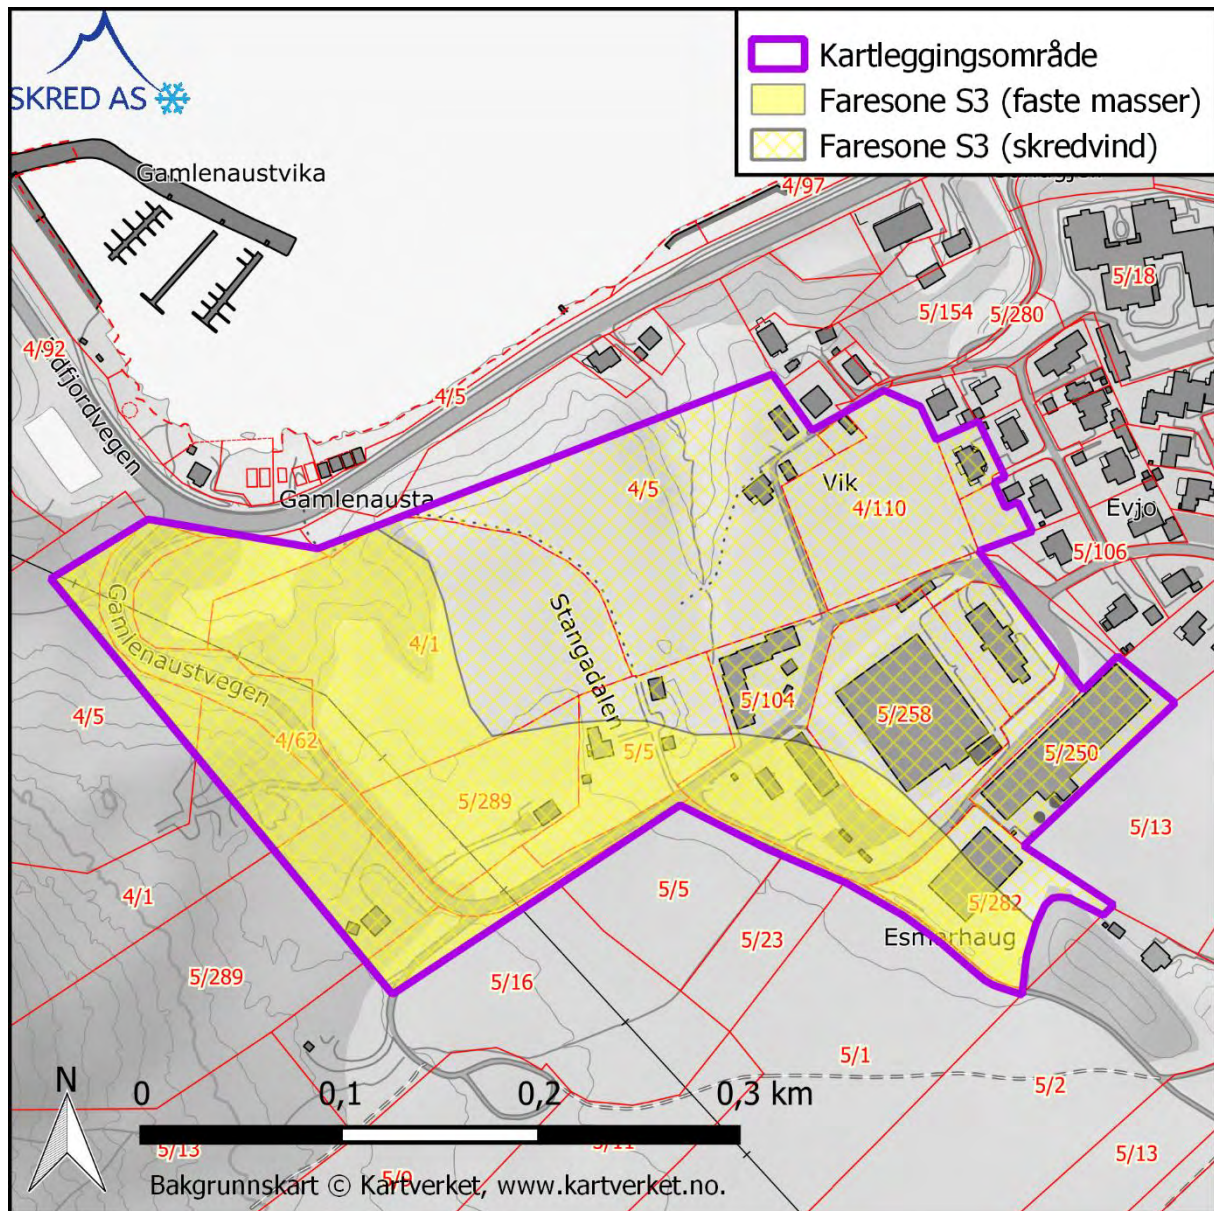 SKRED AS
Kartleggingsområde
Faresone S3 (faste masser)
Faresone S3 (skredvind)
Gamlenaustvika
4/97
5/18
5/154
5/280
4/92
4/5
Gamlenausta
4/5
Vik
4/110
Evjo
5/106
Gamlenaustvegen
4/1
Stangadalen
4/5
4/62
5/104
5/258
5/5
5/250
5/289
5/13
4/1
5/5
5/282
5/23
Esmarhaug
5/289
5/16
5/1
5/2
N
0 0,1 0,2 0,3 km
5/13
5/11
5/13
5/9
Bakgrunnskart © Kartverket, www.kartverket.no.